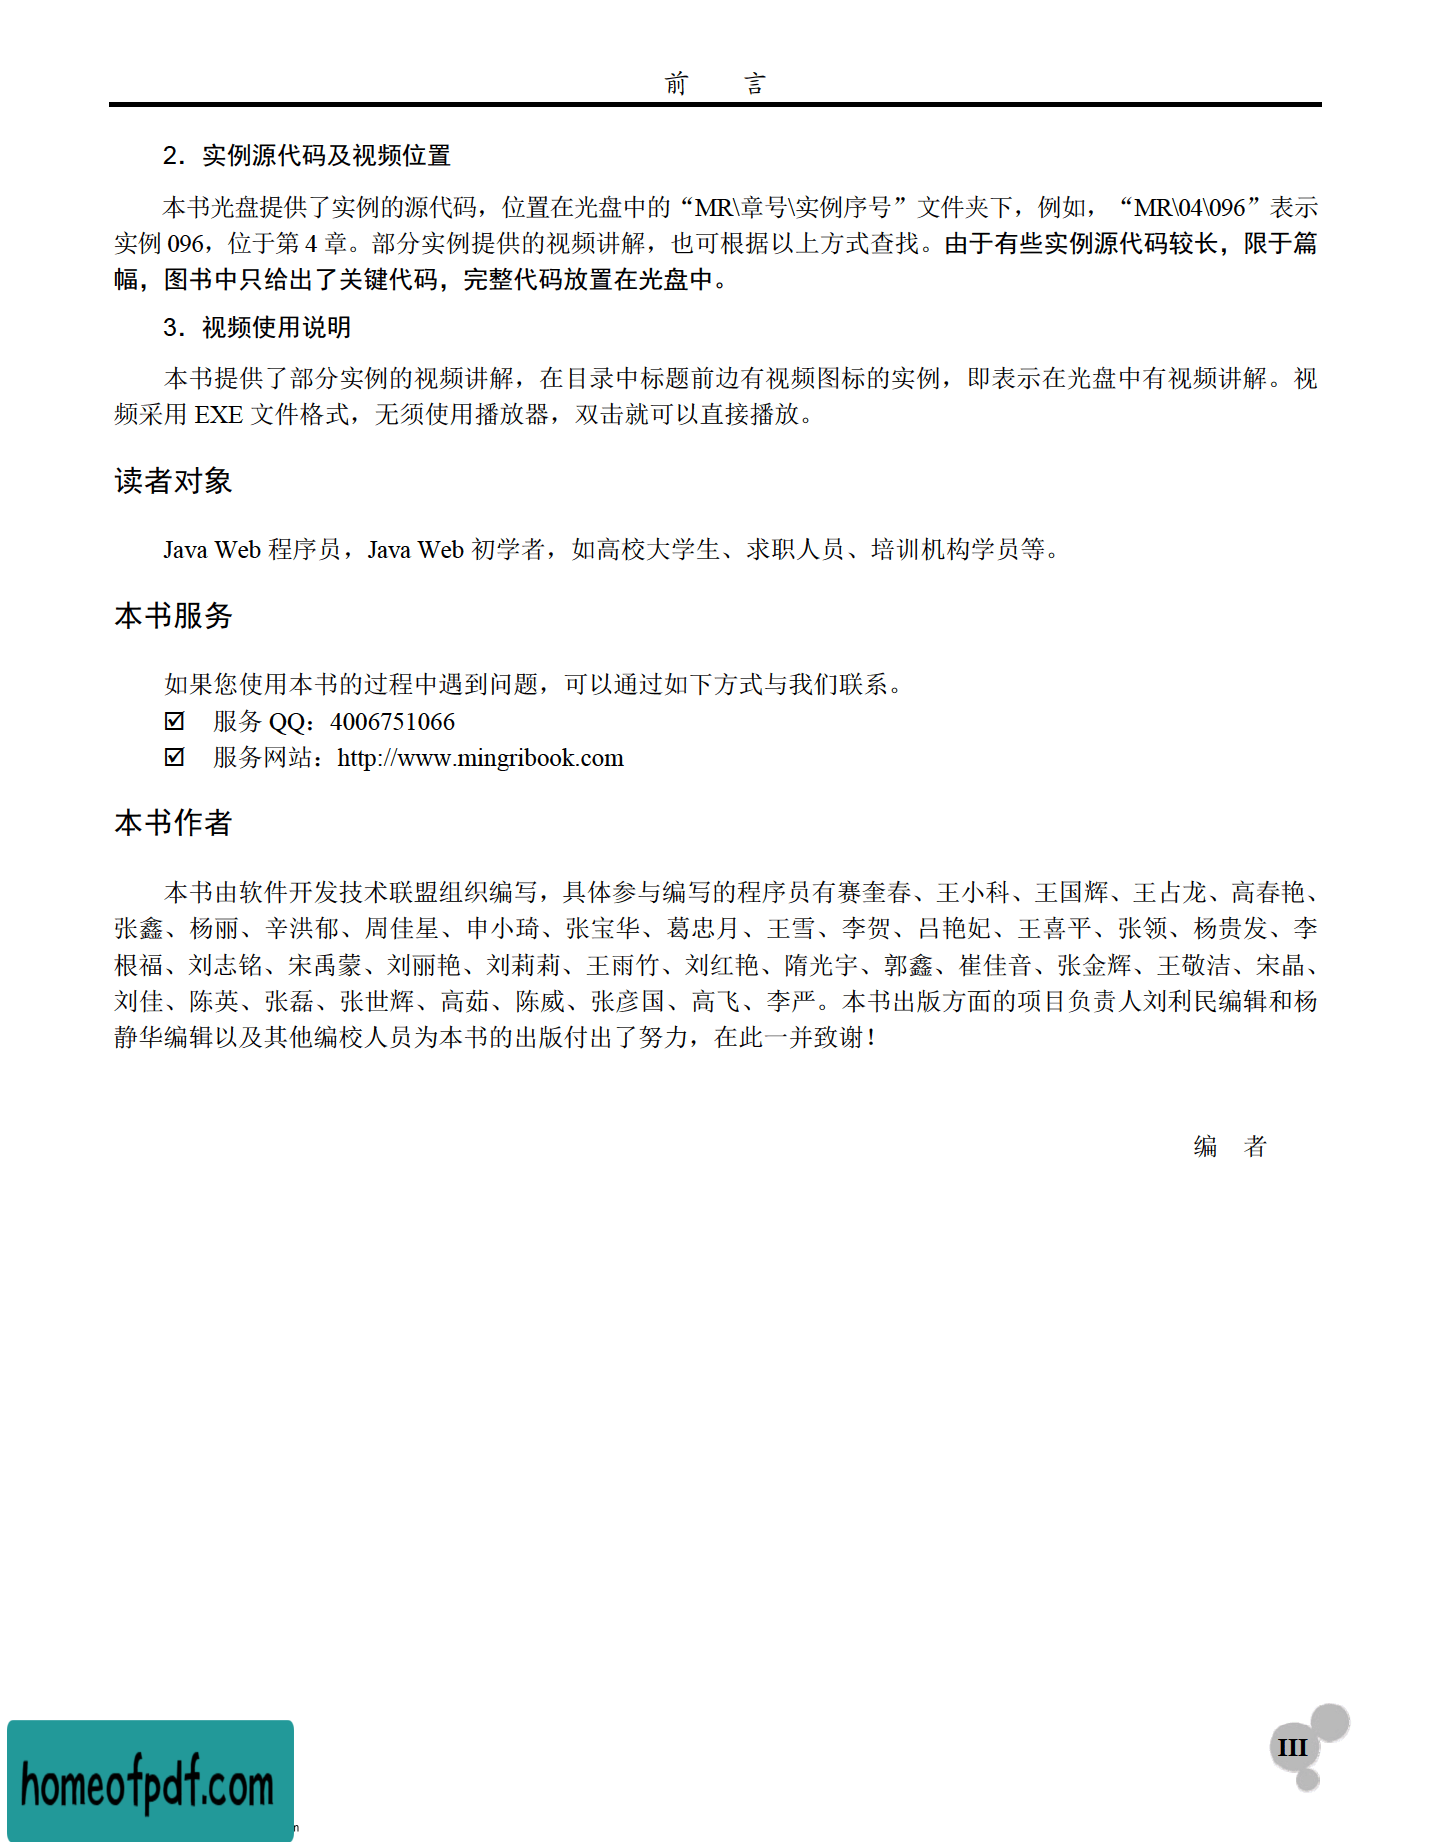 前　　言
2．实例源代码及视频位置
本书光盘提供了实例的源代码，位置在光盘中的“MR\章号\实例序号”文件夹下，例如，“MR\04\096”表示
实例 096，位于第 4 章。部分实例提供的视频讲解，也可根据以上方式查找。由于有些实例源代码较长，限于篇
幅，图书中只给出了关键代码，完整代码放置在光盘中。
3．视频使用说明
本书提供了部分实例的视频讲解，在目录中标题前边有视频图标的实例，即表示在光盘中有视频讲解。视
频采用 EXE 文件格式，无须使用播放器，双击就可以直接播放。
读者对象
Java Web 程序员，Java Web 初学者，如高校大学生、求职人员、培训机构学员等。
本书服务
如果您使用本书的过程中遇到问题，可以通过如下方式与我们联系。
☑ 服务 QQ：4006751066
☑ 服务网站：http://www.mingribook.com
本书作者
本书由软件开发技术联盟组织编写，具体参与编写的程序员有赛奎春、王小科、王国辉、王占龙、高春艳、
张鑫、杨丽、辛洪郁、周佳星、申小琦、张宝华、葛忠月、王雪、李贺、吕艳妃、王喜平、张领、杨贵发、李
根福、刘志铭、宋禹蒙、刘丽艳、刘莉莉、王雨竹、刘红艳、隋光宇、郭鑫、崔佳音、张金辉、王敬洁、宋晶、
刘佳、陈英、张磊、张世辉、高茹、陈威、张彦国、高飞、李严。本书出版方面的项目负责人刘利民编辑和杨
静华编辑以及其他编校人员为本书的出版付出了努力，在此一并致谢！
编　者
III
homeofpdf.com